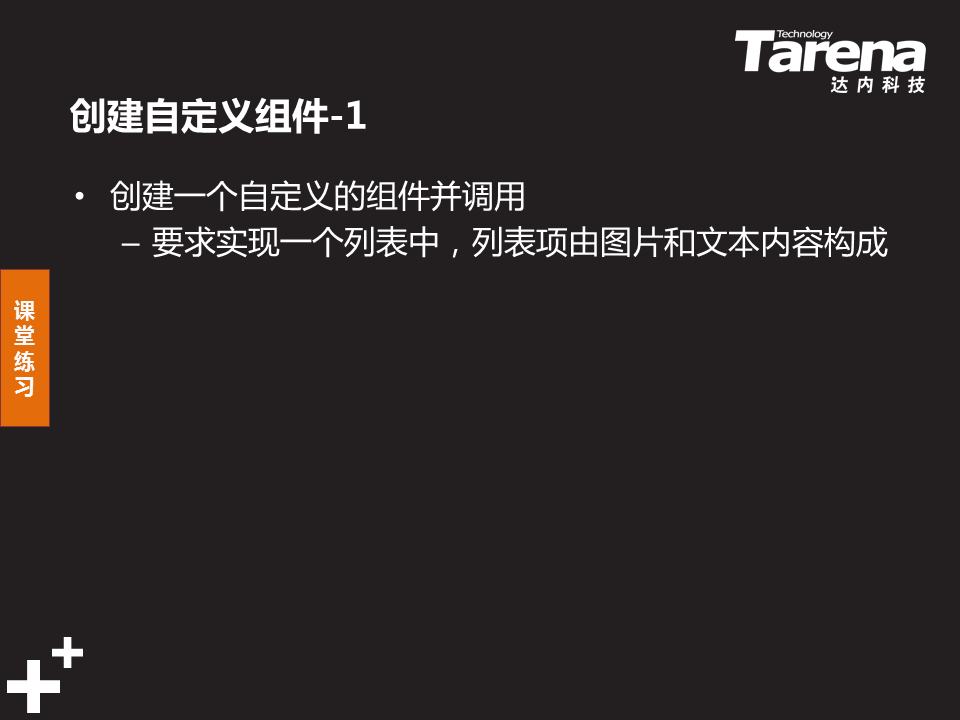 Technology
Tarena
达内科技
创建自定义组件-1
• 创建一个自定义的组件并调用
– 要求实现一个列表中，列表项由图片和文本内容构成
课
堂
练
习